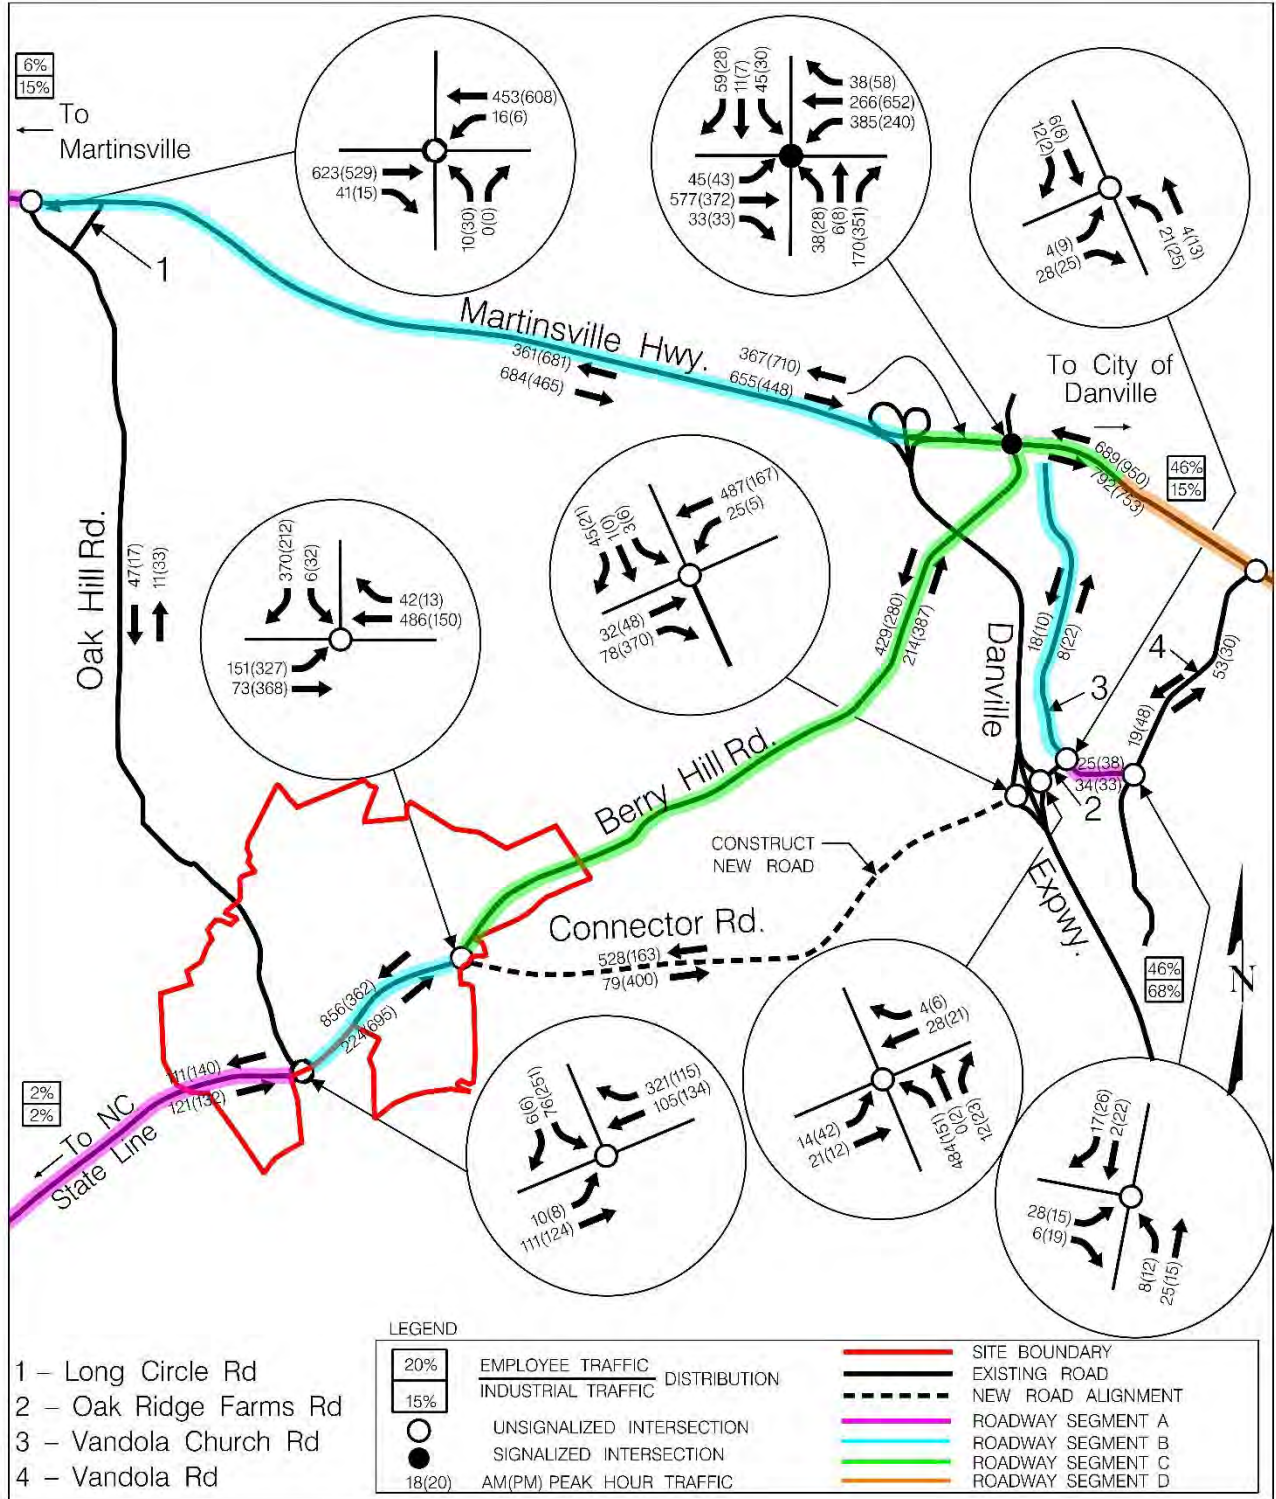 6%
15%
To
Martinsville
453(608)
16(6)
623(529)
41(15)
10(30)
0(0)
59(28)
11(7)
45(30)
38(58)
266(652)
385(240)
45(43)
577(372)
33(33)
38(28)
6(8)
170(351)
6(8)
12(2)
4(9)
28(25)
4(13)
21(25)
1
Martinsville Hwy.
361(681)
684(465)
367(710)
655(448)
To City of
Danville
689(950)
792(753)
46%
15%
Oak Hill Rd.
47(17)
11(33)
370(212)
6(32)
42(13)
486(150)
151(327)
73(368)
45(21)
1(0)
3(6)
487(167)
25(5)
32(48)
78(370)
429(280)
214(387)
Danville
Expwy.
18(10)
8(22)
3
4
53(30)
19(48)
25(38)
34(33)
2
Berry Hill Rd.
CONSTRUCT
NEW ROAD
Connector Rd.
528(163)
79(400)
856(362)
224(695)
111(140)
121(132)
2%
2%
To NC
State Line
6(6)
76(251)
321(115)
105(134)
10(8)
111(124)
4(6)
28(21)
14(42)
21(12)
484(151)
0(2)
12(23)
46%
68%
N
17(26)
2(22)
28(15)
6(19)
8(12)
25(15)
1 – Long Circle Rd
2 – Oak Ridge Farms Rd
3 – Vandola Church Rd
4 – Vandola Rd
LEGEND
20%
15%
EMPLOYEE TRAFFIC
INDUSTRIAL TRAFFIC
DISTRIBUTION
UNSIGNALIZED INTERSECTION
SIGNALIZED INTERSECTION
18(20) AM(PM) PEAK HOUR TRAFFIC
SITE BOUNDARY
EXISTING ROAD
NEW ROAD ALIGNMENT
ROADWAY SEGMENT A
ROADWAY SEGMENT B
ROADWAY SEGMENT C
ROADWAY SEGMENT D